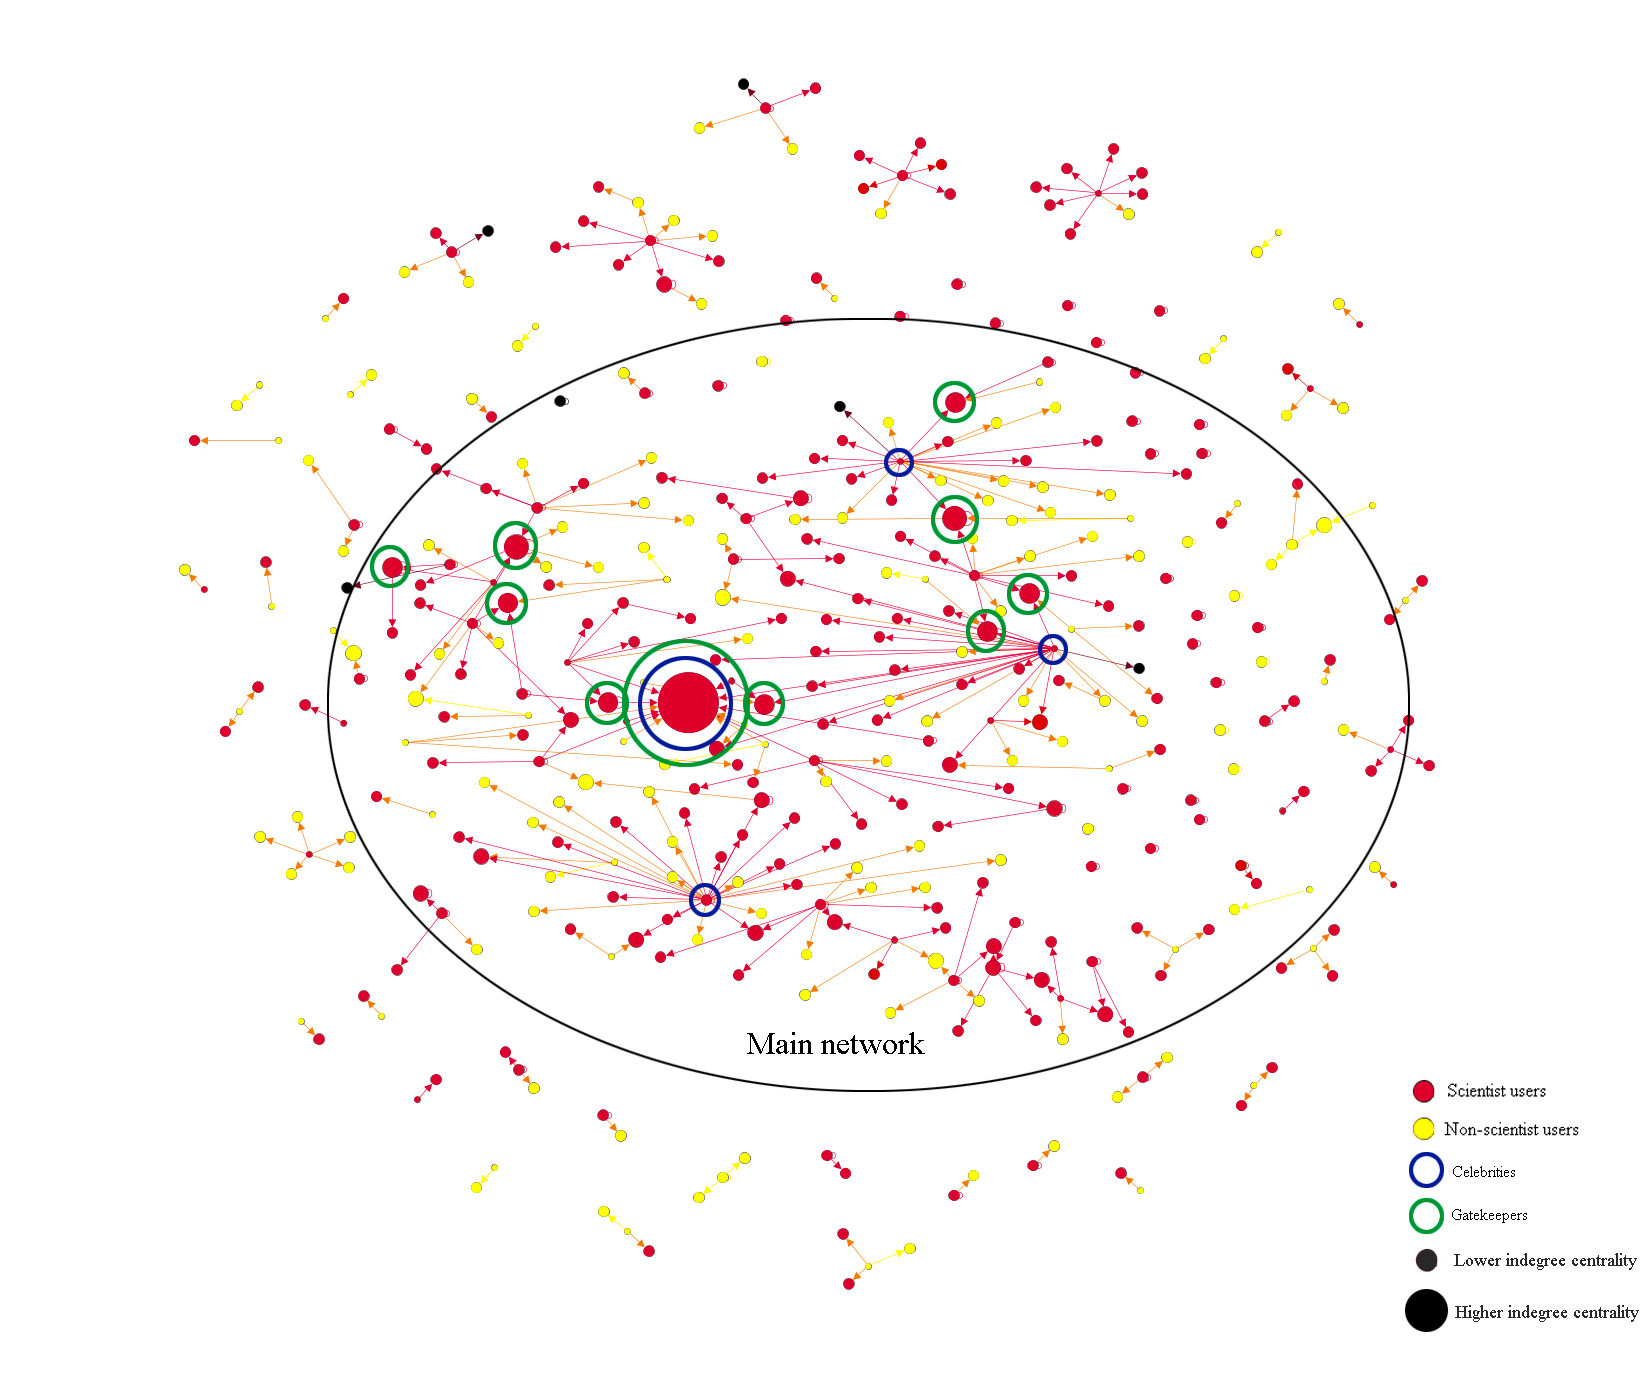 Main network
Scientist users
Non-scientist users
Celebrities
Gatekeepers
Lower indegree centrality
Higher indegree centrality